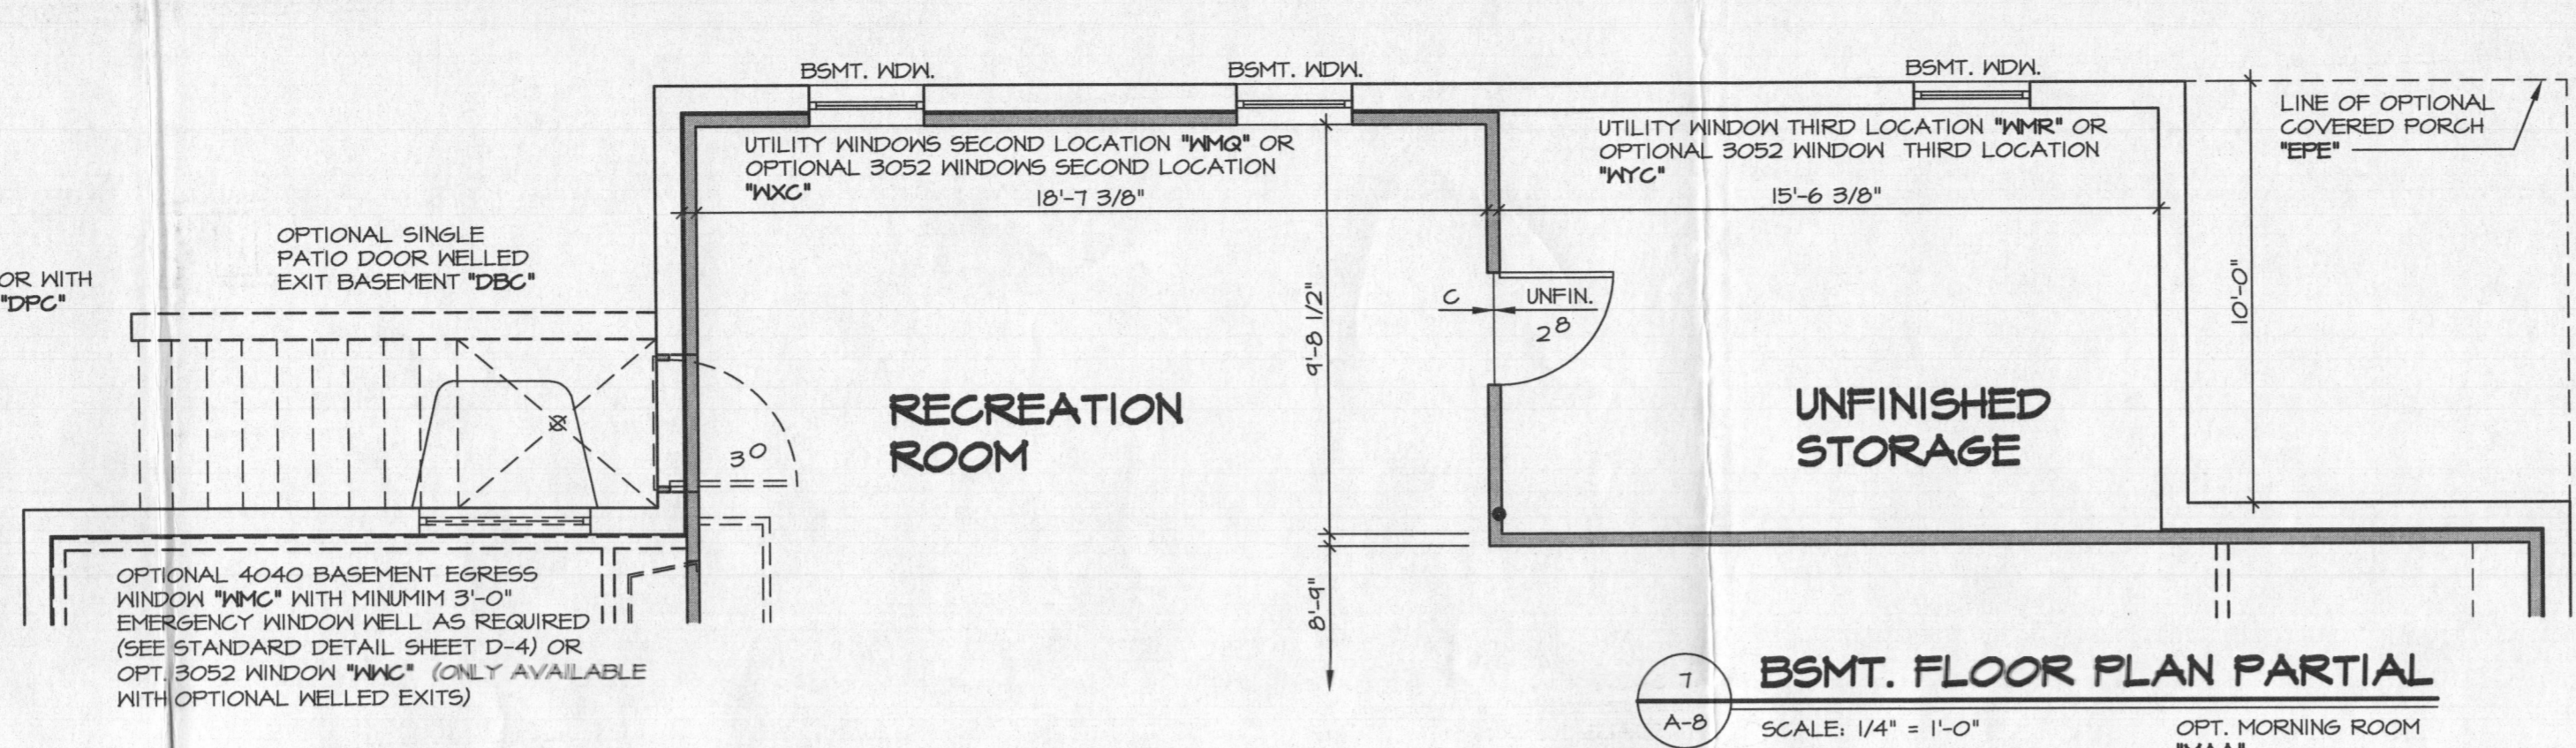 BSMT. WDW.
BSMT. WDW.
BSMT. WDW.
UTILITY WINDOWS SECOND LOCATION "WMQ" OR
OPTIONAL 3052 WINDOWS SECOND LOCATION
"WXC"
18'-7 3/8"
UTILITY WINDOW THIRD LOCATION "WMR" OR
OPTIONAL 3052 WINDOW THIRD LOCATION
"WYC"
15'-6 3/8"
LINE OF OPTIONAL
COVERED PORCH
"EPE"
OR WITH
"DPC"
OPTIONAL SINGLE
PATIO DOOR WELLED
EXIT BASEMENT "DBC"
9'-8 1/2"
C
UNFIN.
2 8
10'-0"
3 0
RECREATION
ROOM
UNFINISHED
STORAGE
OPTIONAL 4040 BASEMENT EGRESS
WINDOW "WMC" WITH MINUMIM 3'-0"
EMERGENCY WINDOW WELL AS REQUIRED
(SEE STANDARD DETAIL SHEET D-4) OR
OPT. 3052 WINDOW "WWC" (ONLY AVAILABLE
WITH OPTIONAL WELLED EXITS)
8'-9"
7
A-8
BSMT. FLOOR PLAN PARTIAL
SCALE: 1/4" = 1'-0"
OPT. MORNING ROOM